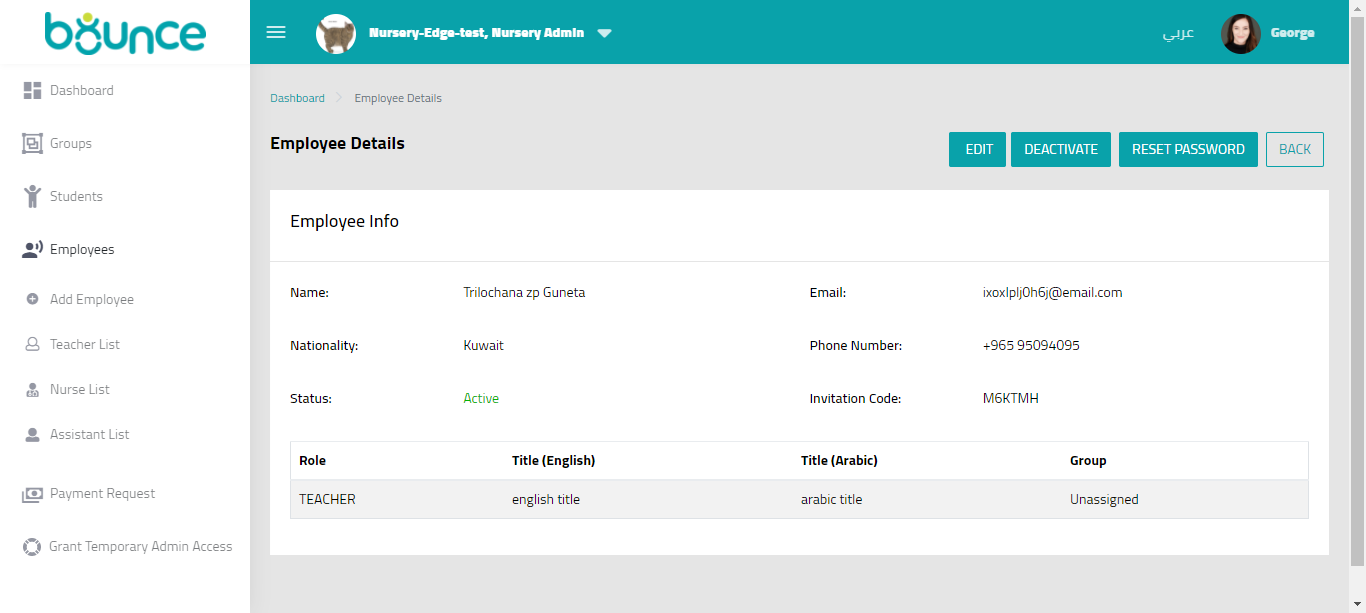 bounce
Nursery-Edge-test, Nursery Admin
عربي
George
Dashboard
Groups
Students
Employees
Add Employee
Teacher List
Nurse List
Assistant List
Payment Request
Grant Temporary Admin Access
Dashboard Employee Details
Employee Details
EDIT DEACTIVATE RESET PASSWORD BACK
Employee Info
Name: Trilochana zp Guneta Email: ixoxlplj0h6j@email.com
Nationality: Kuwait Phone Number: +965 95094095
Status: Active Invitation Code: M6KTMH
Role Title (English) Title (Arabic) Group
TEACHER english title arabic title Unassigned